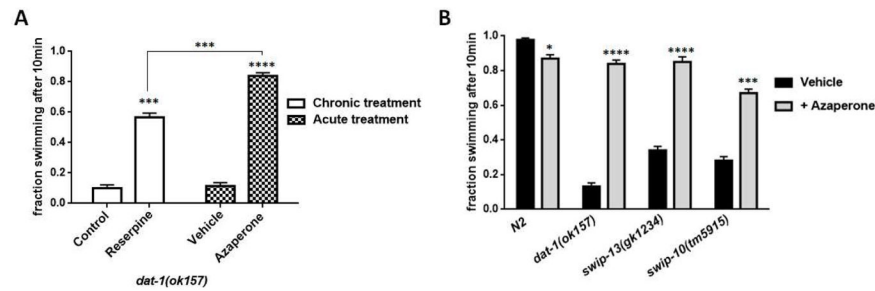 A
fraction swimming after 10min
1.0
0.8
0.6
0.4
0.2
0.0
***
***
****
Control
Reserpine
Vehicle
Azaperone
dat-1(ok157)
Chronic treatment
Acute treatment
B
fraction swimming after 10min
1.0
0.8
0.6
0.4
0.2
0.0
*
****
****
***
N2
dat-1(ok157)
swip-13(gk1234)
swip-10(tm5915)
Vehicle
+ Azaperone